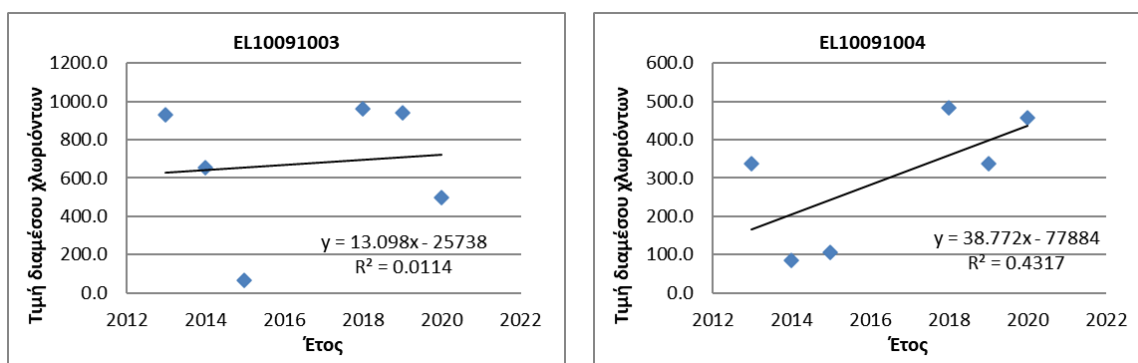 EL10091003
Τιμή διαμέσου χλωριόντων
1200.0
1000.0
800.0
600.0
400.0
200.0
0.0
y = 13.098x - 25738
R² = 0.0114
2012 2014 2016 2018 2020 2022
Έτος
EL10091004
Τιμή διαμέσου χλωριόντων
600.0
500.0
400.0
300.0
200.0
100.0
0.0
y = 38.772x - 77884
R² = 0.4317
2012 2014 2016 2018 2020 2022
Έτος